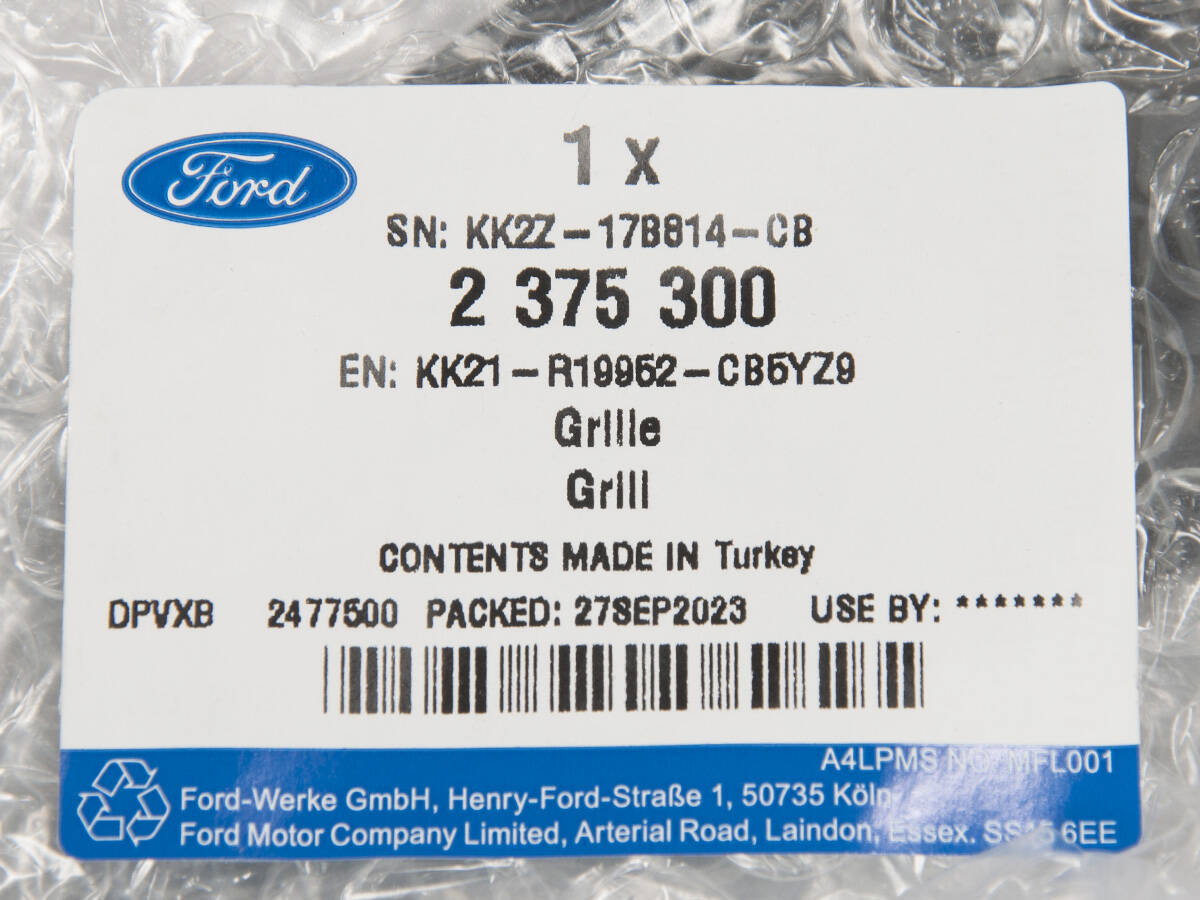 Ford
1 x
SN: KK2Z-17B814-CB
2 375 300
EN: KK21-R19952-CB5YZ9
Grille
Grill
CONTENTS MADE IN Turkey
DPVXB 2477500 PACKED: 27SEP2023 USE BY: *******
A4LPMS NO. MFL001
Ford-Werke GmbH, Henry-Ford-Straße 1, 50735 Köln,
Ford Motor Company Limited, Arterial Road, Laindon, Essex. SS15 6EE